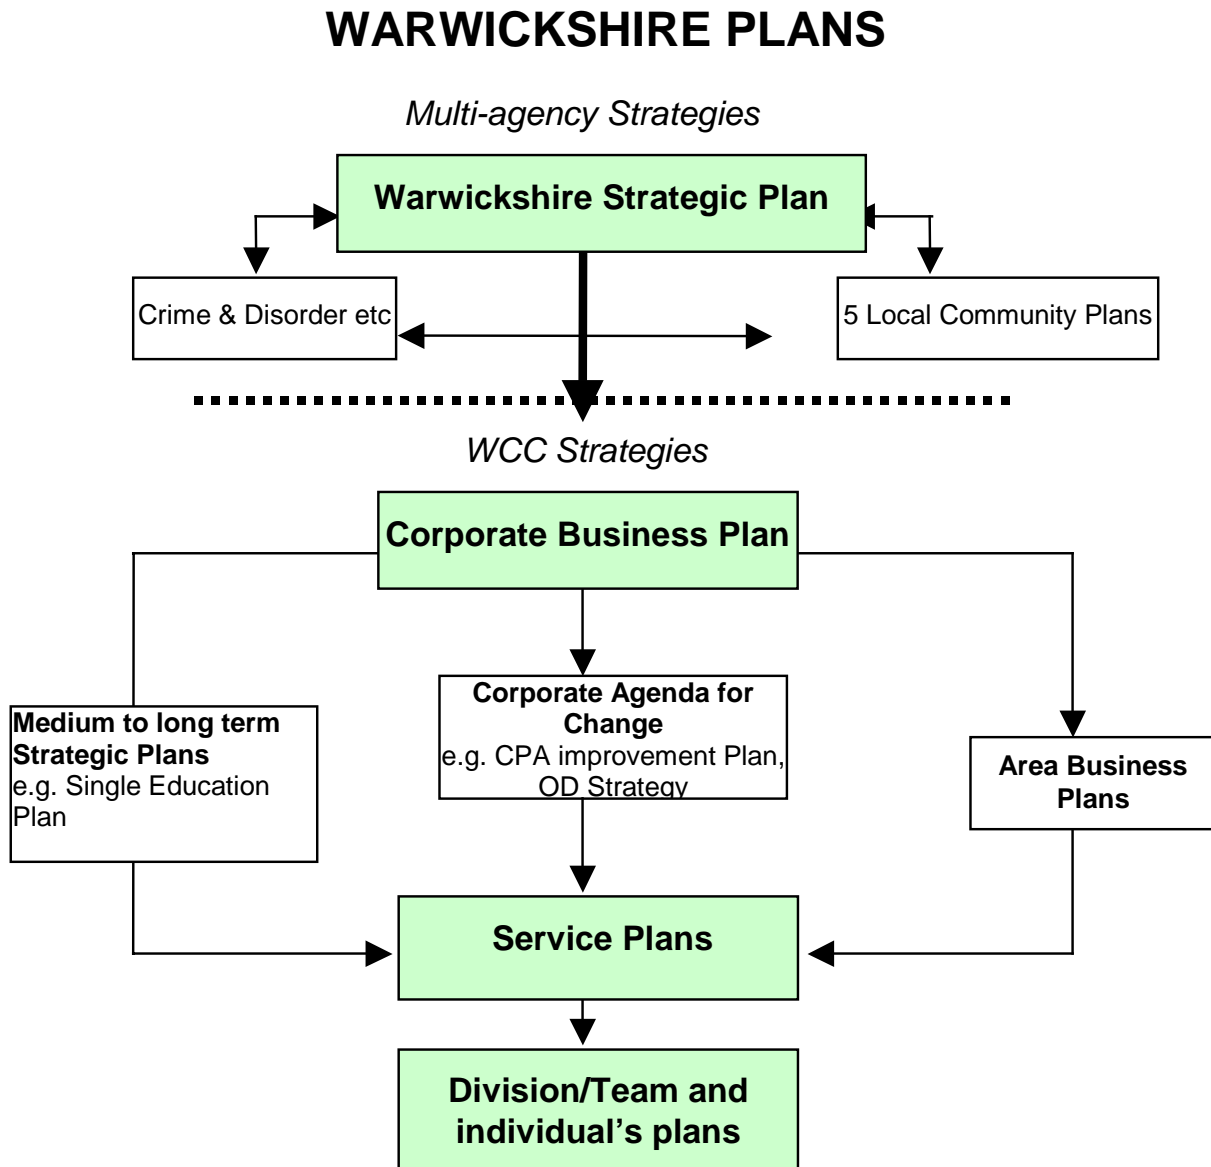 WARWICKSHIRE PLANS
Multi-agency Strategies
Warwickshire Strategic Plan
Crime & Disorder etc
5 Local Community Plans
WCC Strategies
Corporate Business Plan
Medium to long term
Strategic Plans
e.g. Single Education
Plan
Corporate Agenda for
Change
e.g. CPA improvement Plan,
OD Strategy
Area Business
Plans
Service Plans
Division/Team and
individual’s plans